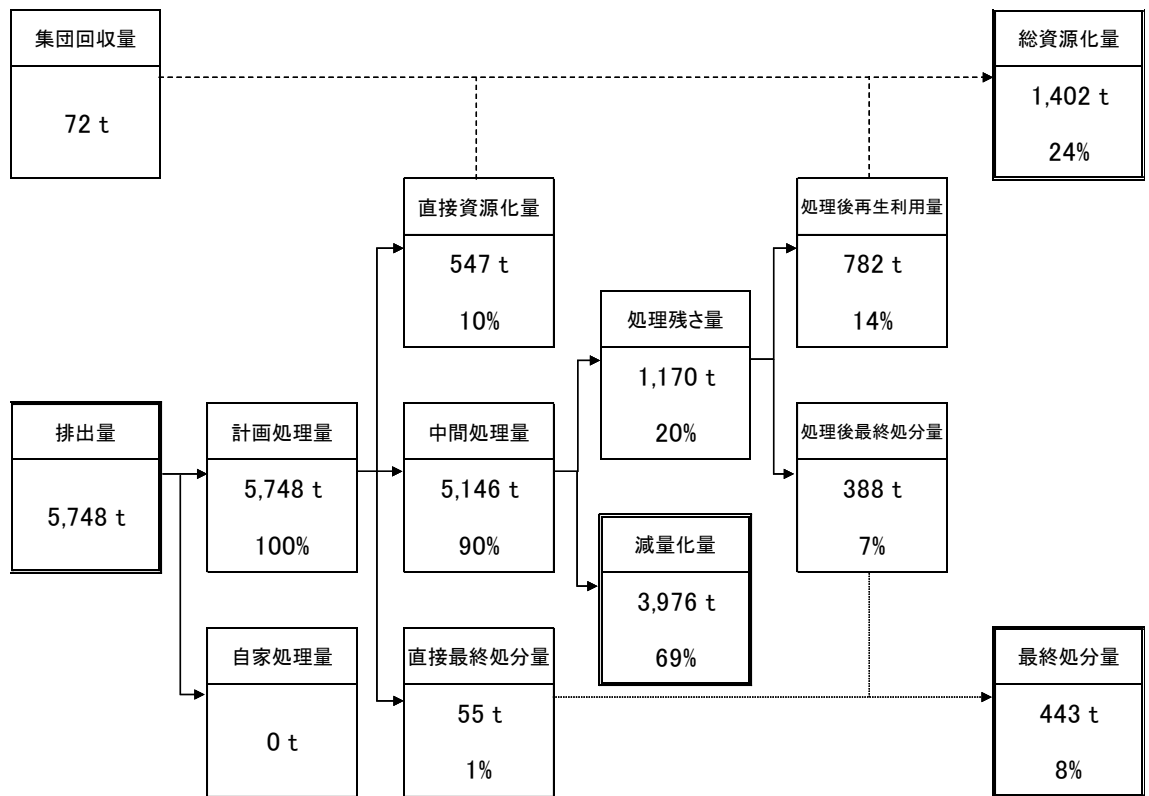 集団回収量
72 t
総資源化量
1,402 t
24%
直接資源化量
547 t
10%
処理後再生利用量
782 t
14%
処理残さ量
1,170 t
20%
排出量
5,748 t
計画処理量
5,748 t
100%
中間処理量
5,146 t
90%
処理後最終処分量
388 t
7%
減量化量
3,976 t
69%
自家処理量
0 t
直接最終処分量
55 t
1%
最終処分量
443 t
8%